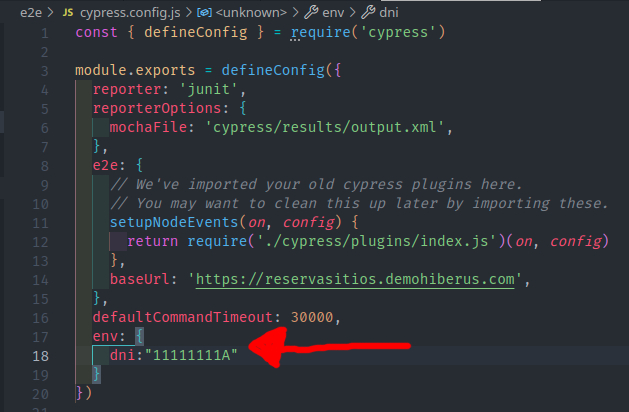 e2e > JS cypress.config.js > <unknown> > env > dni
1 const { defineConfig } = require('cypress')
2
3 module.exports = defineConfig({
4 reporter: 'junit',
5 reporterOptions: {
6 mochaFile: 'cypress/results/output.xml',
7 },
8 e2e: {
9 // We've imported your old cypress plugins here.
10 // You may want to clean this up later by importing these.
11 setupNodeEvents(on, config) {
12 return require('./cypress/plugins/index.js')(on, config)
13 },
14 baseUrl: 'https://reservasitios.demohiberus.com',
15 },
16 defaultCommandTimeout: 30000,
17 env: {
18 dni:"11111111A"
19 }
20 })